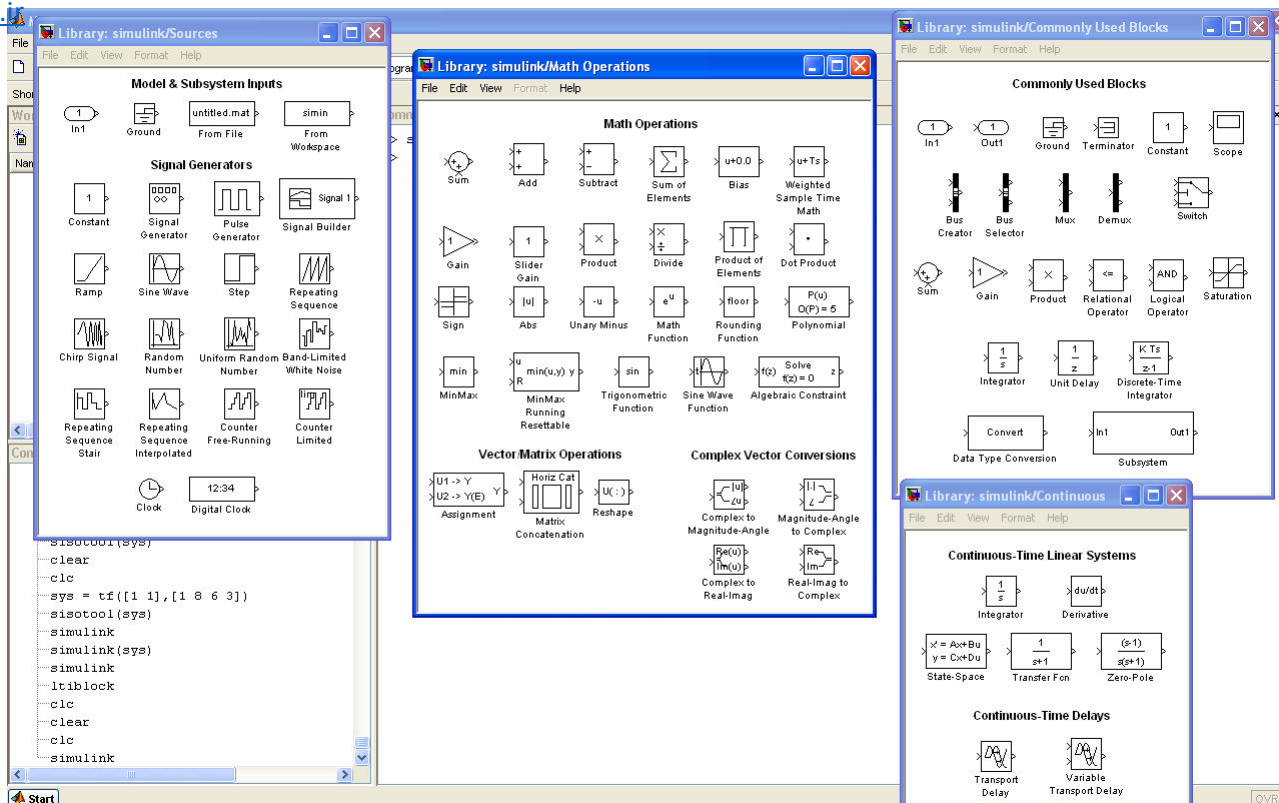 .ir
File
Sho
Nan
ogra
Start
OVR
Library: simulink/Sources
File Edit View Format Help
Model & Subsystem Inputs
1
untitled.mat
simin
In1
Ground
From File
From
Workspace
Signal Generators
1
Signal 1
Constant
Signal
Generator
Pulse
Generator
Signal Builder
Ramp
Sine Wave
Step
Repeating
Sequence
Chirp Signal
Random
Number
Uniform Random
Number
Band-Limited
White Noise
Repeating
Sequence
Stair
Repeating
Sequence
Interpolated
Counter
Free-Running
Counter
Limited
12:34
Clock
Digital Clock
sisotool(sys)
clear
clc
sys = tf([1 1],[1 8 6 3])
sisotool(sys)
simulink
simulink(sys)
simulink
ltiblock
clc
clear
clc
simulink
Library: simulink/Math Operations
File Edit View Format Help
Math Operations
u+0.0
u+Ts
Sum
Add
Subtract
Sum of
Elements
Bias
Weighted
Sample Time
Math
1
1
×
×
÷
Gain
Slider
Gain
Product
Divide
Product of
Elements
Dot Product
|u|
-u
e^u
floor
P(u)
O(P) = 5
Sign
Abs
Unary Minus
Math
Function
Rounding
Function
Polynomial
min
u
R
min(u,y) y
sin
t
f(z)
Solve
f(z) = 0
z
MinMax
MinMax
Running
Resettable
Trigonometric
Function
Sine Wave
Function
Algebraic Constraint
Vector/Matrix Operations
U1 -> Y
U2 -> Y(E)
Y
Horiz Cat
U( : )
Assignment
Matrix
Concatenation
Reshape
Complex Vector Conversions
|u|
∠u
|.|
∠
Complex to
Magnitude-Angle
Magnitude-Angle
to Complex
Re(u)
Im(u)
Re
Im
Complex to
Real-Imag
Real-Imag to
Complex
Library: simulink/Commonly Used Blocks
File Edit View Format Help
Commonly Used Blocks
1
1
1
In1
Out1
Ground
Terminator
Constant
Scope
Bus
Creator
Bus
Selector
Mux
Demux
Switch
1
×
<=
AND
Sum
Gain
Product
Relational
Operator
Logical
Operator
Saturation
1
s
1
z
K Ts
z-1
Integrator
Unit Delay
Discrete-Time
Integrator
Convert
In1
Out1
Data Type Conversion
Subsystem
Library: simulink/Continuous
File Edit View Format Help
Continuous-Time Linear Systems
1
s
du/dt
Integrator
Derivative
x' = Ax+Bu
y = Cx+Du
1
s+1
(s-1)
s(s+1)
State-Space
Transfer Fcn
Zero-Pole
Continuous-Time Delays
Transport
Delay
Variable
Transport Delay